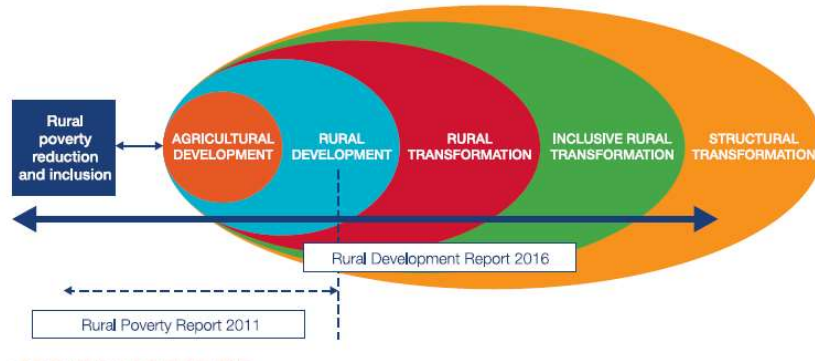 Rural
poverty
reduction
and inclusion
AGRICULTURAL
DEVELOPMENT
RURAL
DEVELOPMENT
RURAL
TRANSFORMATION
INCLUSIVE RURAL
TRANSFORMATION
STRUCTURAL
TRANSFORMATION
Rural Development Report 2016
Rural Poverty Report 2011